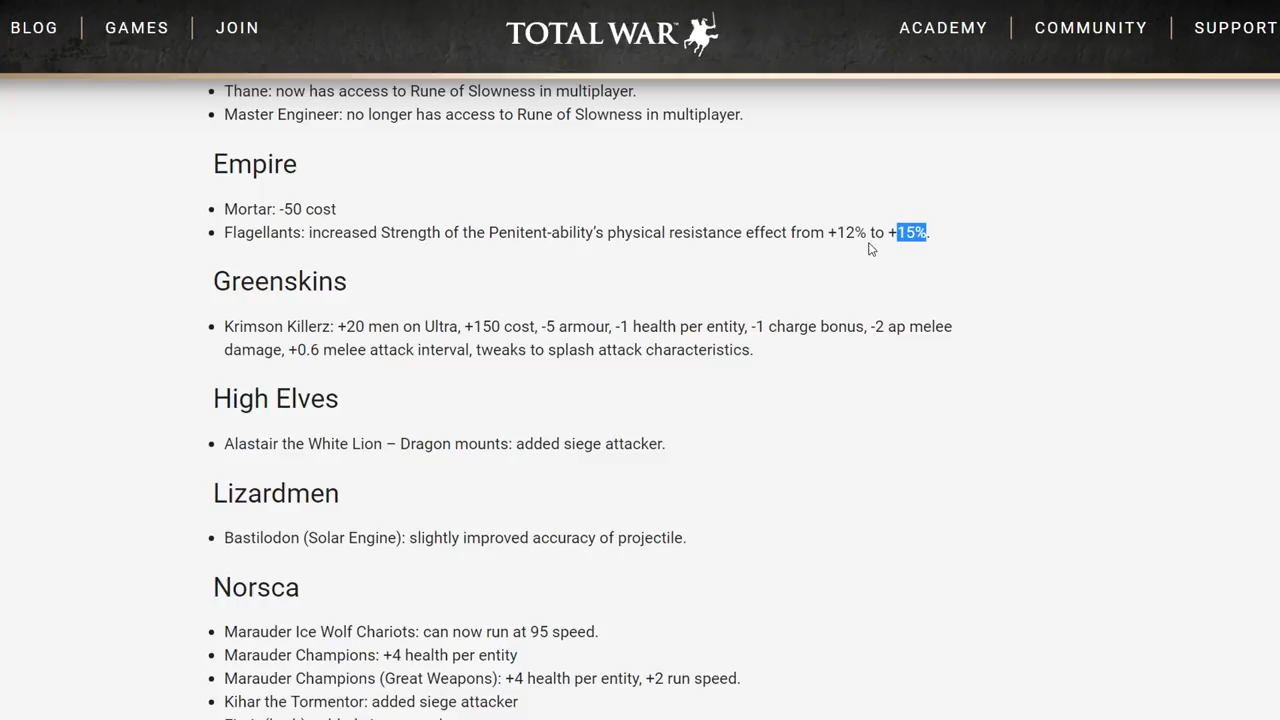 BLOG GAMES JOIN TOTAL WAR™ ACADEMY COMMUNITY SUPPORT
Thane: now has access to Rune of Slowness in multiplayer.
Master Engineer: no longer has access to Rune of Slowness in multiplayer.
Empire
Mortar: -50 cost
Flagellants: increased Strength of the Penitent-ability's physical resistance effect from +12% to +15%.
Greenskins
Krimson Killerz: +20 men on Ultra, +150 cost, -5 armour, -1 health per entity, -1 charge bonus, -2 ap melee
damage, +0.6 melee attack interval, tweaks to splash attack characteristics.
High Elves
Alastair the White Lion – Dragon mounts: added siege attacker.
Lizardmen
Bastilodon (Solar Engine): slightly improved accuracy of projectile.
Norsca
Marauder Ice Wolf Chariots: can now run at 95 speed.
Marauder Champions: +4 health per entity
Marauder Champions (Great Weapons): +4 health per entity, +2 run speed.
Kihar the Tormentor: added siege attacker